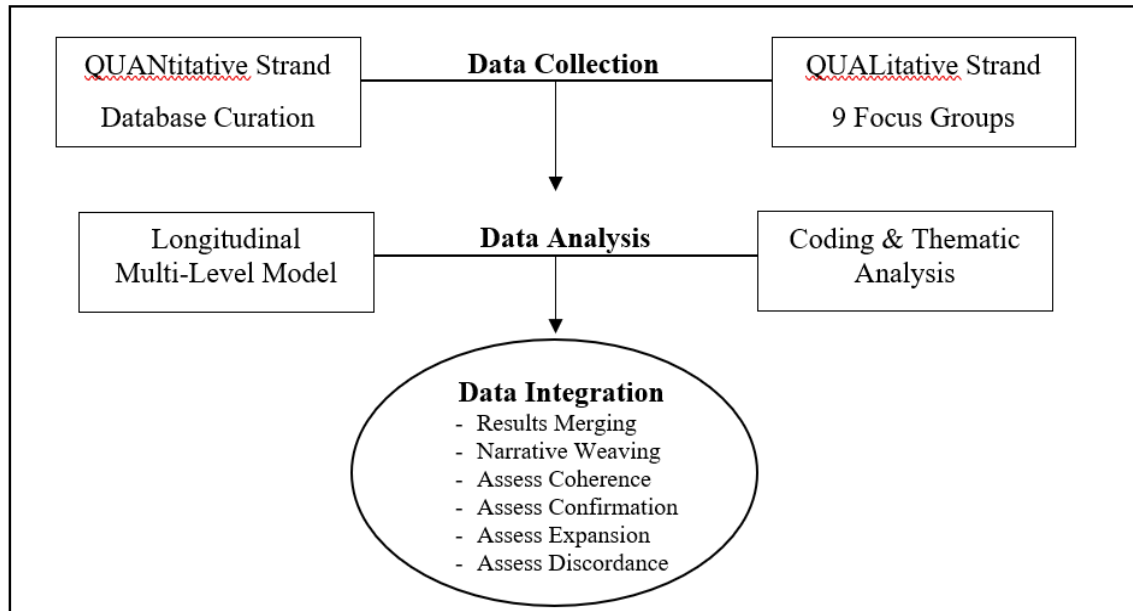 QUANtitative Strand
Database Curation
Data Collection
QUALitative Strand
9 Focus Groups
Longitudinal
Multi-Level Model
Data Analysis
Coding & Thematic
Analysis
Data Integration
- Results Merging
- Narrative Weaving
- Assess Coherence
- Assess Confirmation
- Assess Expansion
- Assess Discordance